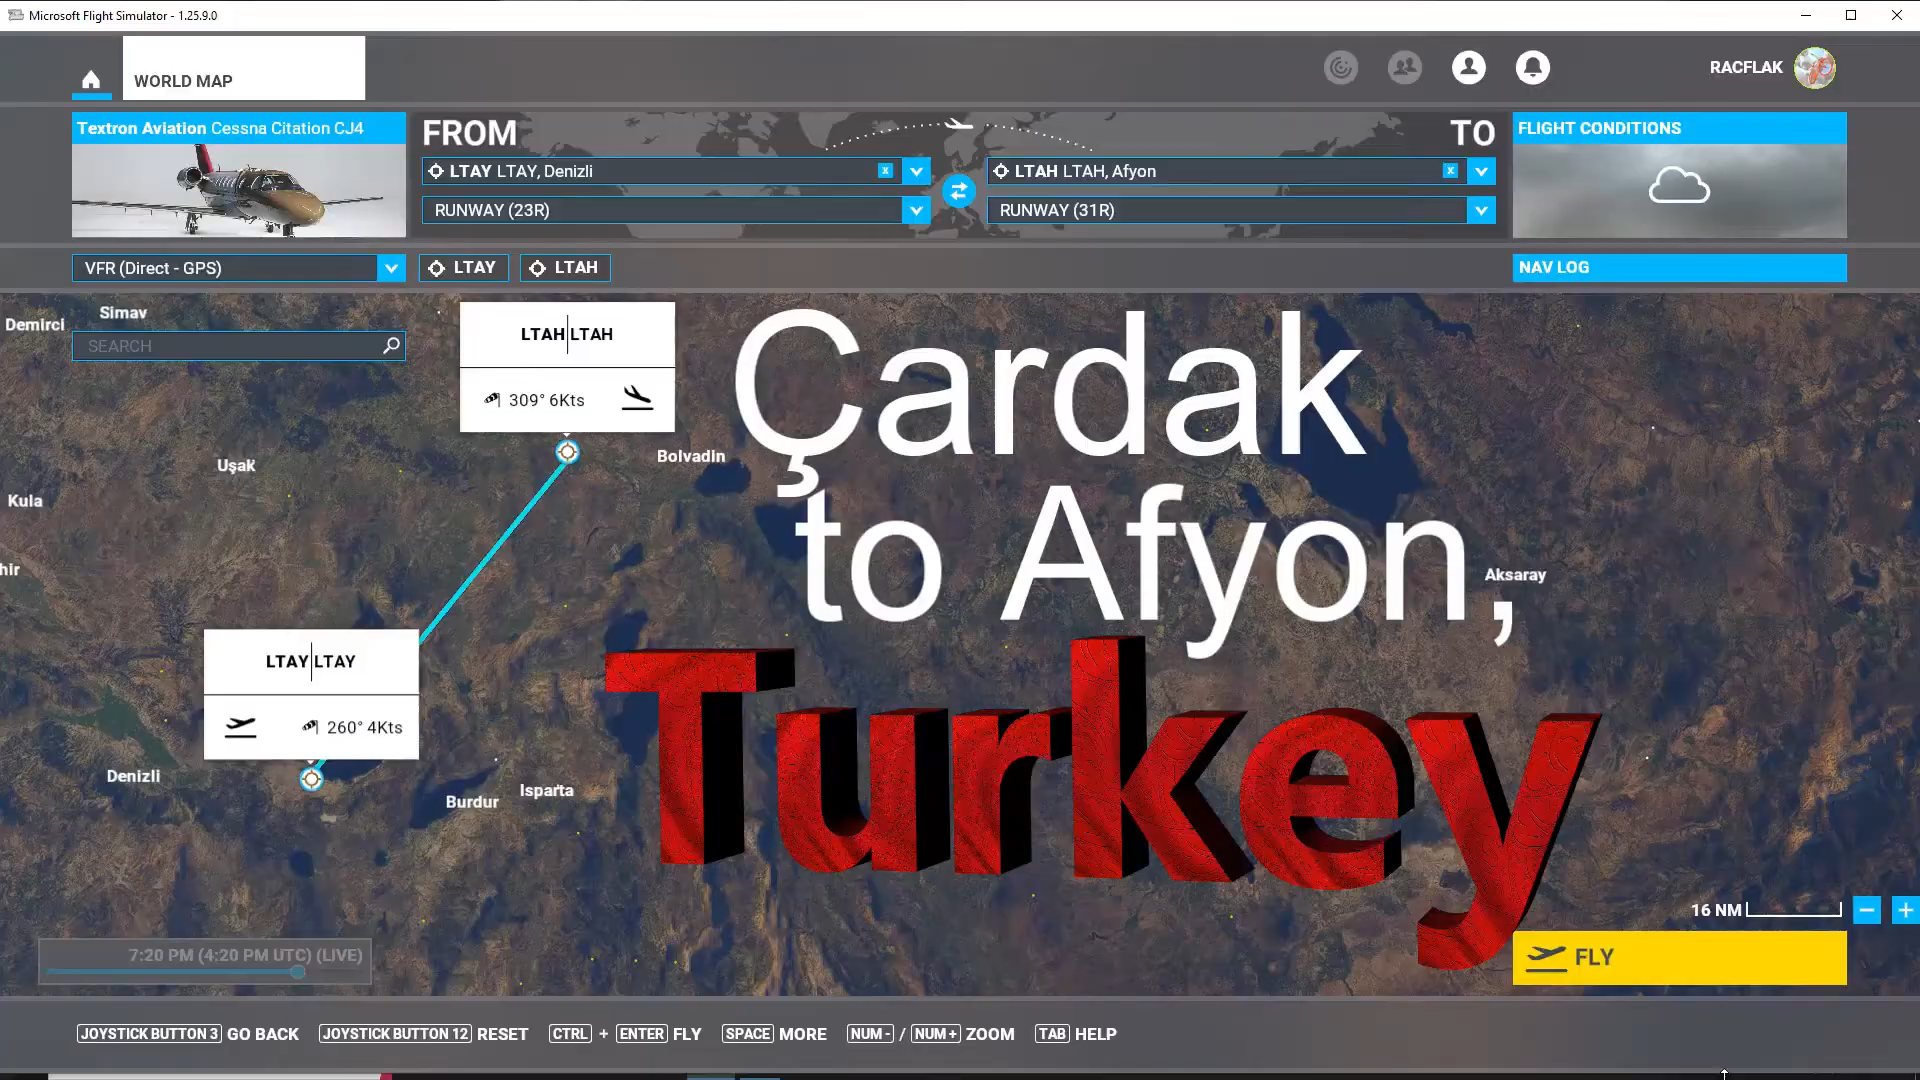 Microsoft Flight Simulator - 1.25.9.0
WORLD MAP
RACFLAK
Textron Aviation Cessna Citation CJ4
FROM
TO
FLIGHT CONDITIONS
LTAY LTAY, Denizli
x
LTAH LTAH, Afyon
x
RUNWAY (23R)
RUNWAY (31R)
VFR (Direct - GPS)
LTAY
LTAH
NAV LOG
Simav
Demirci
SEARCH
LTAH LTAH
309° 6Kts
Çardak
to Afyon,
Turkey
Uşak
Bolvadin
Kula
hir
Aksaray
LTAY LTAY
260° 4Kts
Denizli
Burdur
Isparta
16 NM
7:20 PM (4:20 PM UTC) (LIVE)
FLY
JOYSTICK BUTTON 3 GO BACK JOYSTICK BUTTON 12 RESET CTRL + ENTER FLY SPACE MORE NUM - / NUM + ZOOM TAB HELP